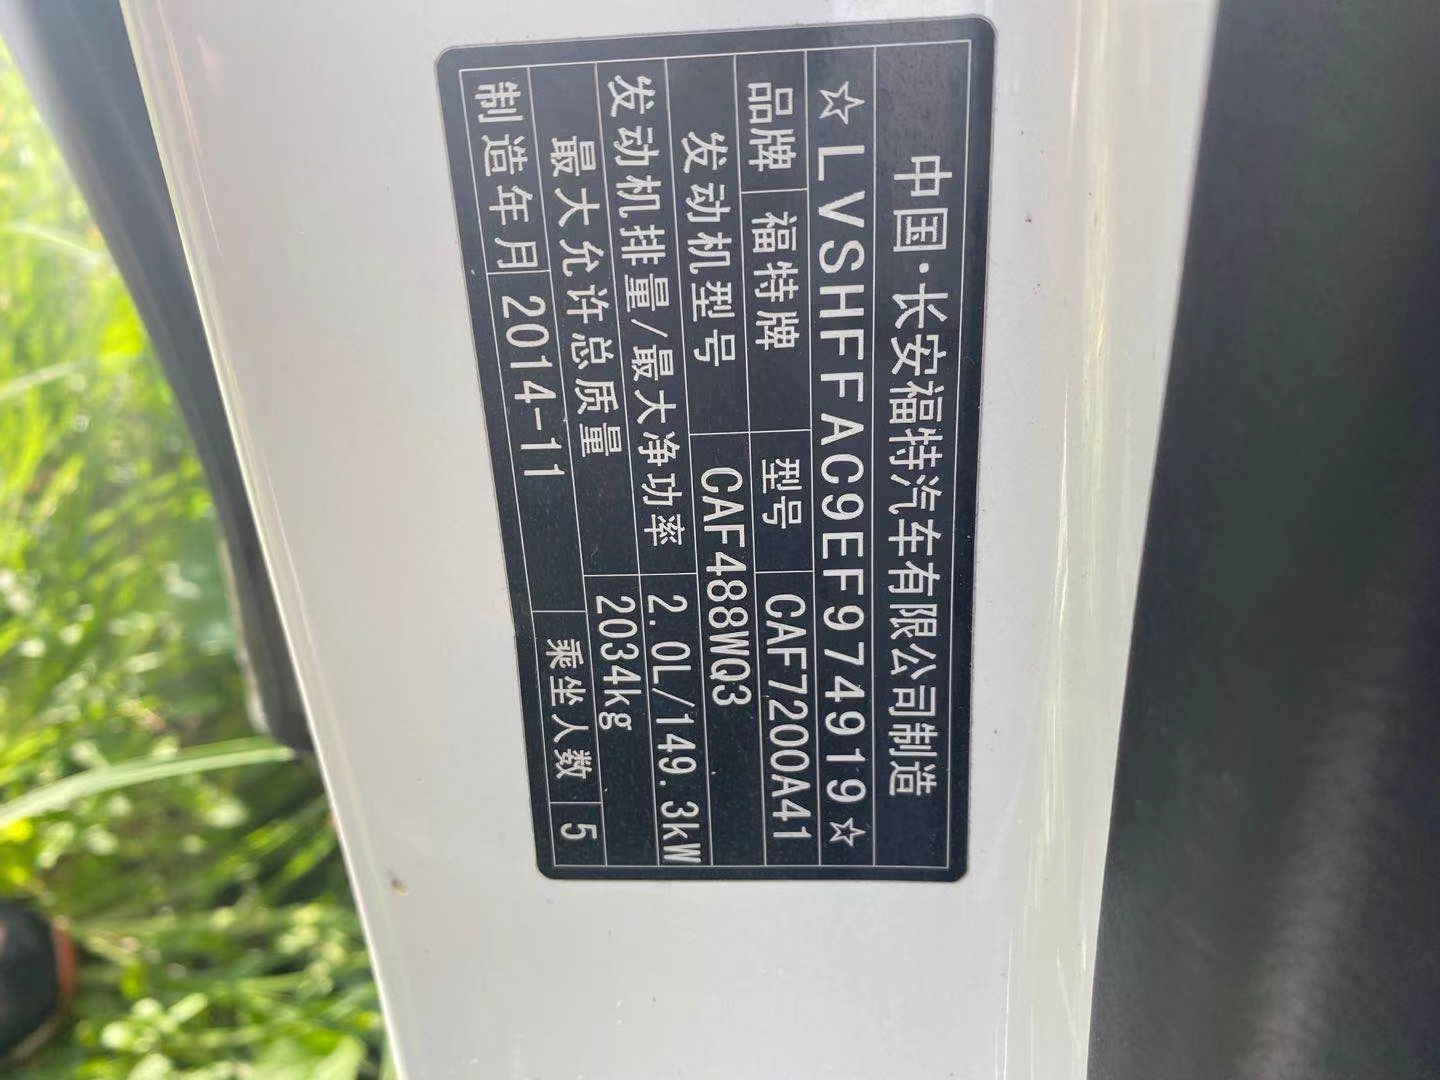 中国·长安福特汽车有限公司制造
☆LVSHFFAC9EF974919☆
品牌 福特牌 型号 CAF7200A41
发动机型号 CAF488WQ3
发动机排量/最大净功率 2.0L/149.3kW
最大允许总质量 2034kg
制造年月 2014-11 乘坐人数 5